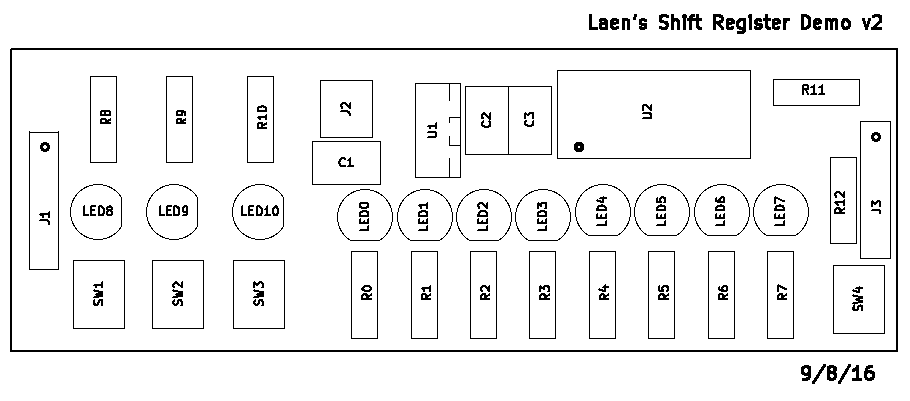 Laen's Shift Register Demo v2
R8
R9
R10
J2
U1
C2
C3
U2
R11
C1
J1
LED8
LED9
LED10
LED0
LED1
LED2
LED3
LED4
LED5
LED6
LED7
R12
J3
SW1
SW2
SW3
R0
R1
R2
R3
R4
R5
R6
R7
SW4
9/8/16